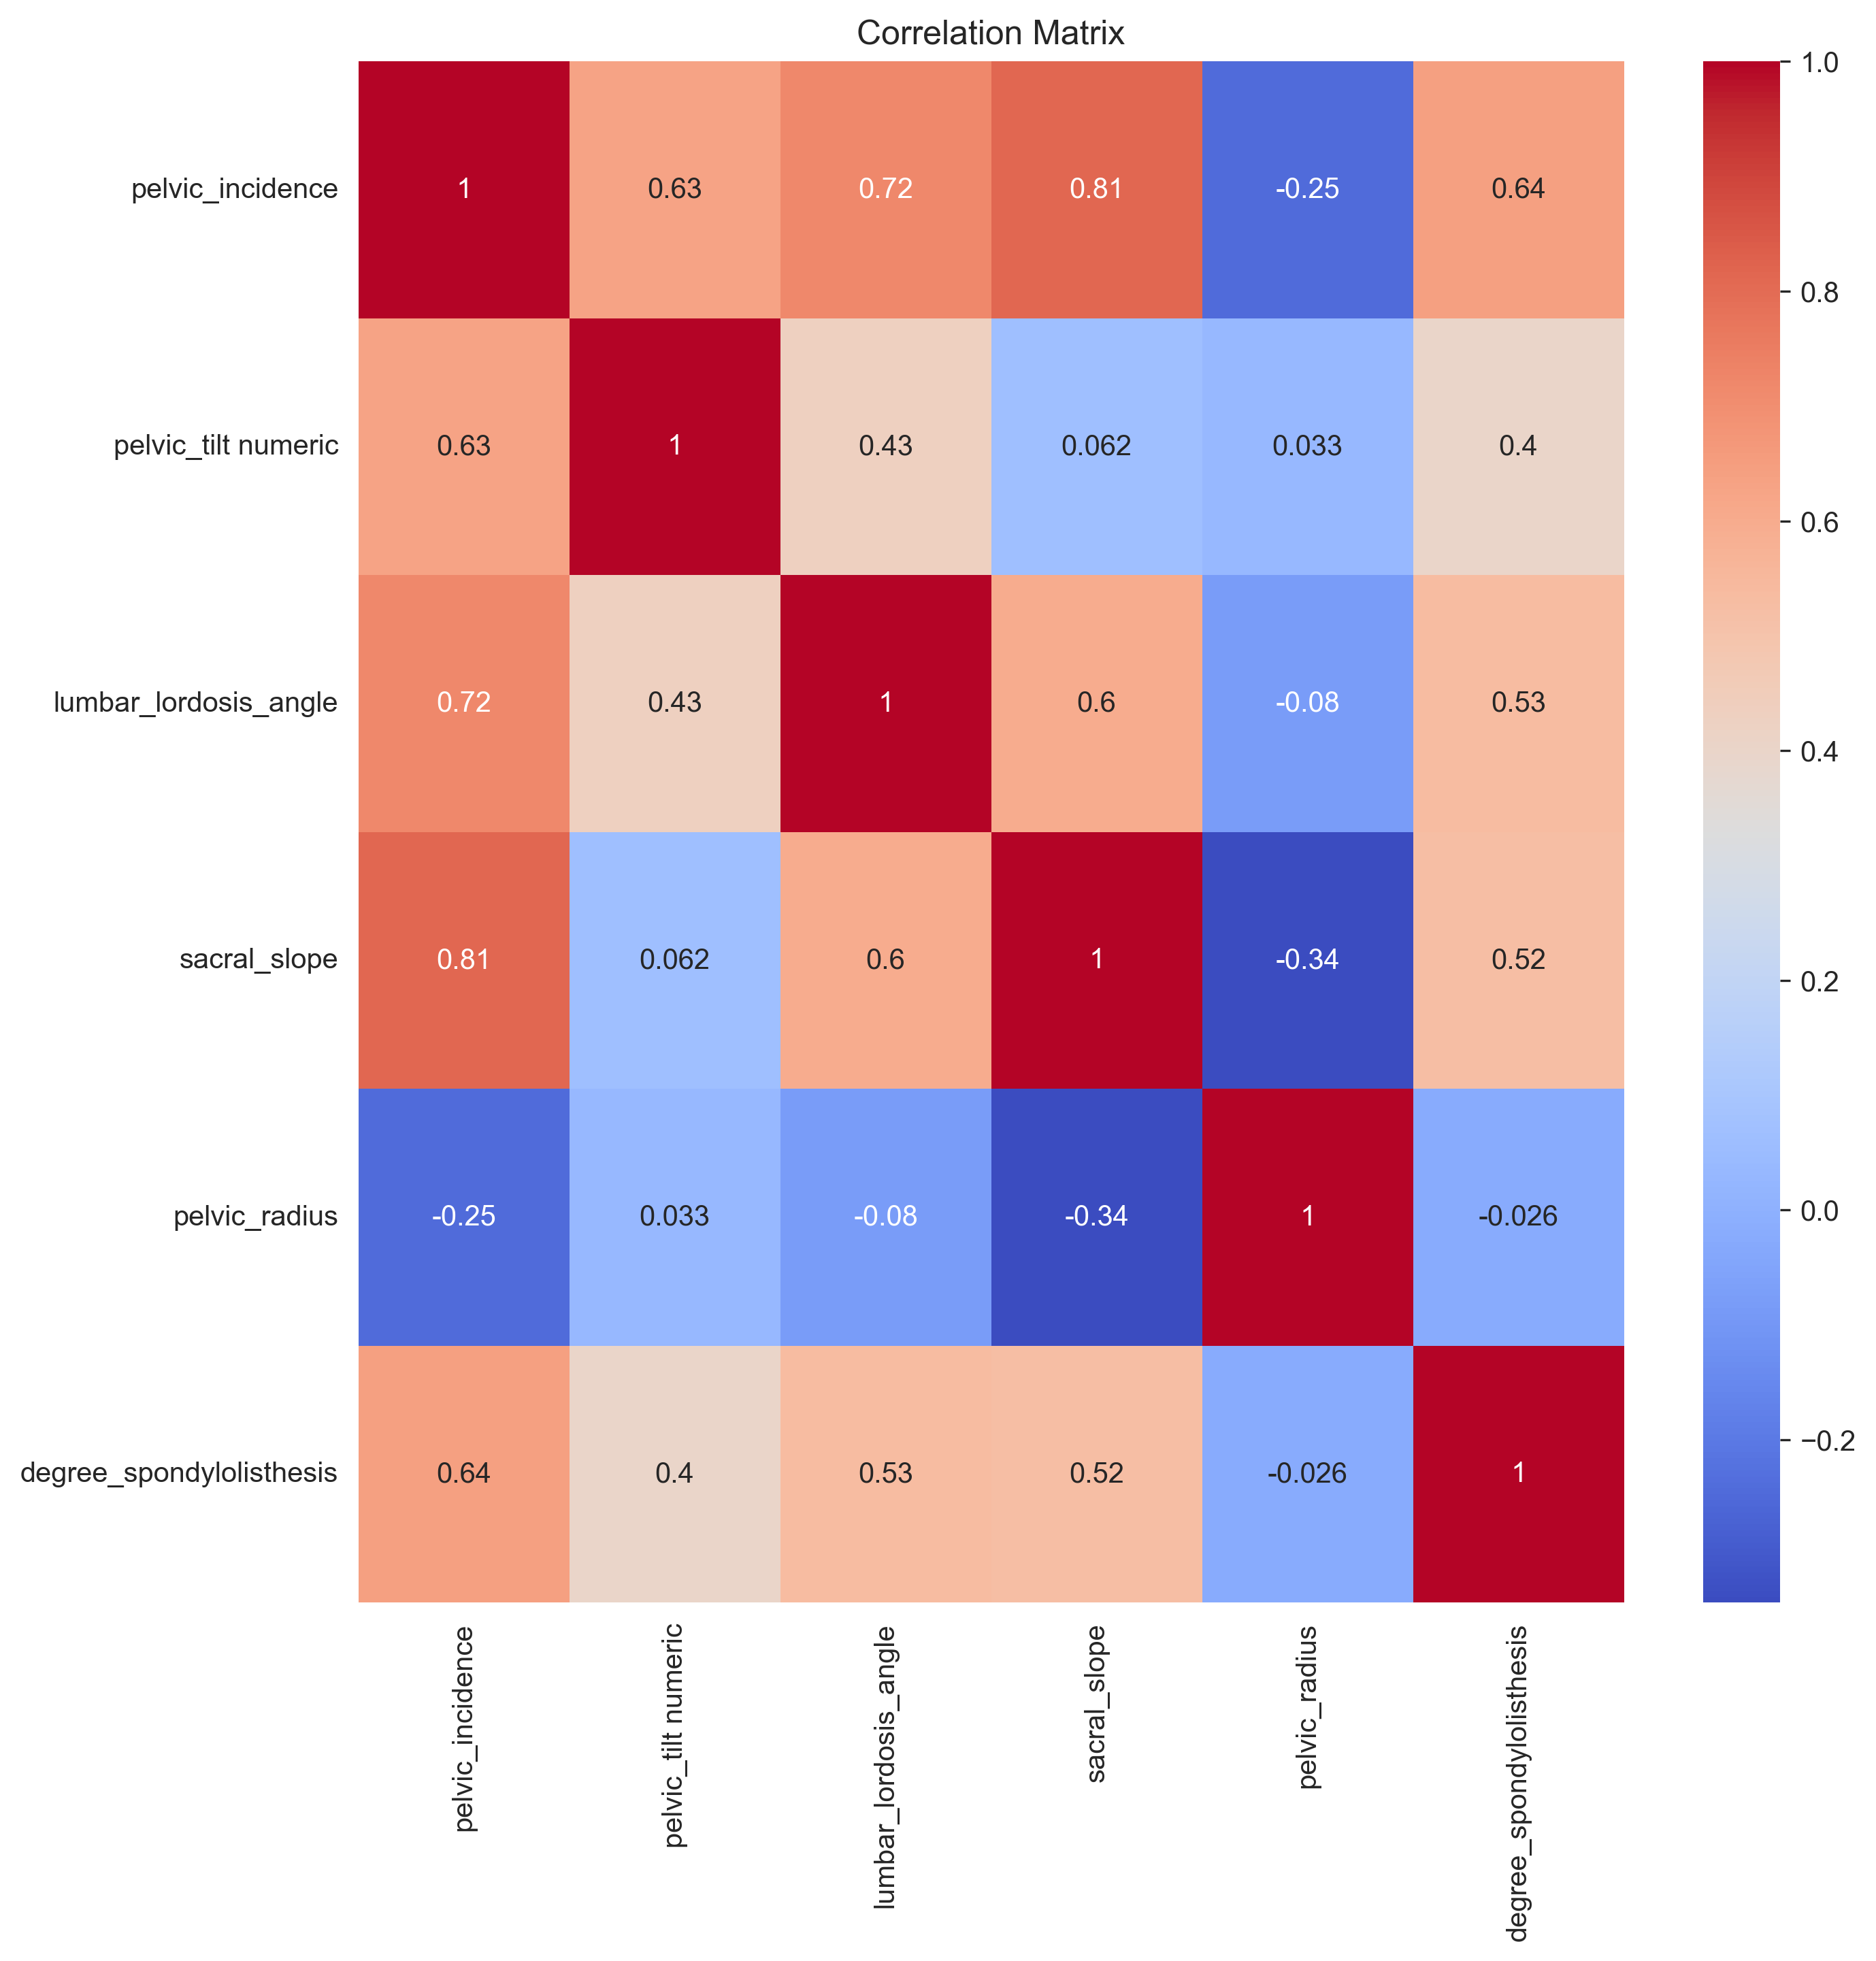 Correlation Matrix
pelvic_incidence 1 0.63 0.72 0.81 -0.25 0.64
pelvic_tilt numeric 0.63 1 0.43 0.062 0.033 0.4
lumbar_lordosis_angle 0.72 0.43 1 0.6 -0.08 0.53
sacral_slope 0.81 0.062 0.6 1 -0.34 0.52
pelvic_radius -0.25 0.033 -0.08 -0.34 1 -0.026
degree_spondylolisthesis 0.64 0.4 0.53 0.52 -0.026 1
pelvic_incidence
pelvic_tilt numeric
lumbar_lordosis_angle
sacral_slope
pelvic_radius
degree_spondylolisthesis
1.0
0.8
0.6
0.4
0.2
0.0
−0.2